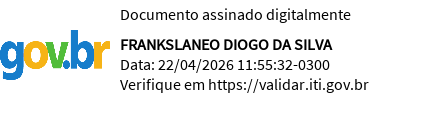 Documento assinado digitalmente
gov.br
FRANKSLANEO DIOGO DA SILVA
Data: 22/04/2026 11:55:32-0300
Verifique em https://validar.iti.gov.br